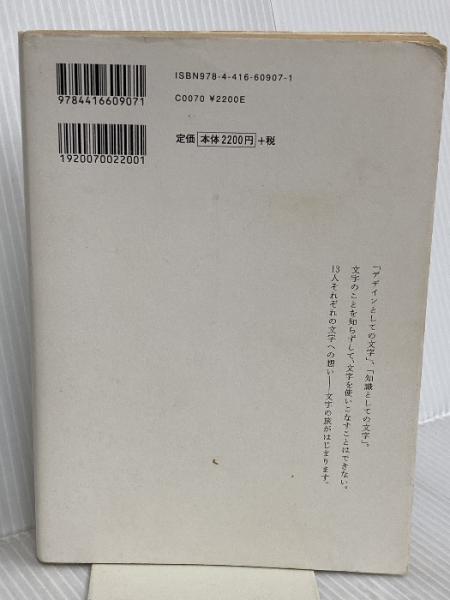 ISBN978-4-416-60907-1
9784416609071
C0070 ¥2200E
定価 本体2200円+税
1920070022001
「デザインとしての文字」、「知識としての文字」。
文字のことを知らずして、文字を使いこなすことはできない。
13人それぞれの文字への想い——文字の旅がはじまります。